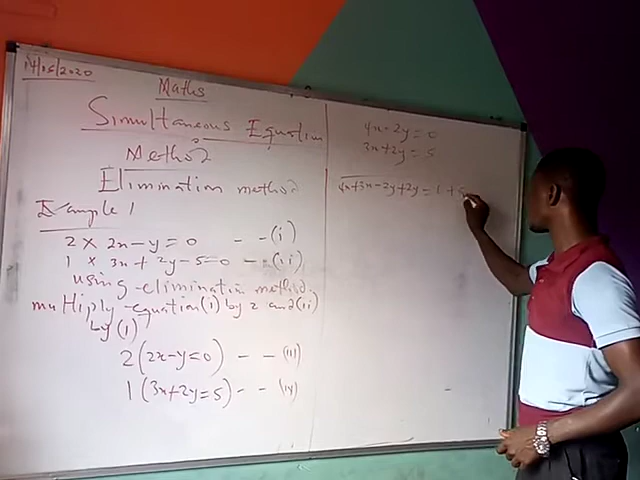 14/05/2020
Maths
Simultaneous Equation
Method
Elimination method
Example 1
2 × 2x-y=0 - -(i)
1 × 3x+2y-5=0 - -(ii)
using-elimination method.
multiply-equation(1) by 2 and (ii)
by (1)
2(2x-y=0) - - (iii)
1(3x+2y=5) - - (iv)
4x-2y=0
3x+2y=5
4x+3x-2y+2y=1+5